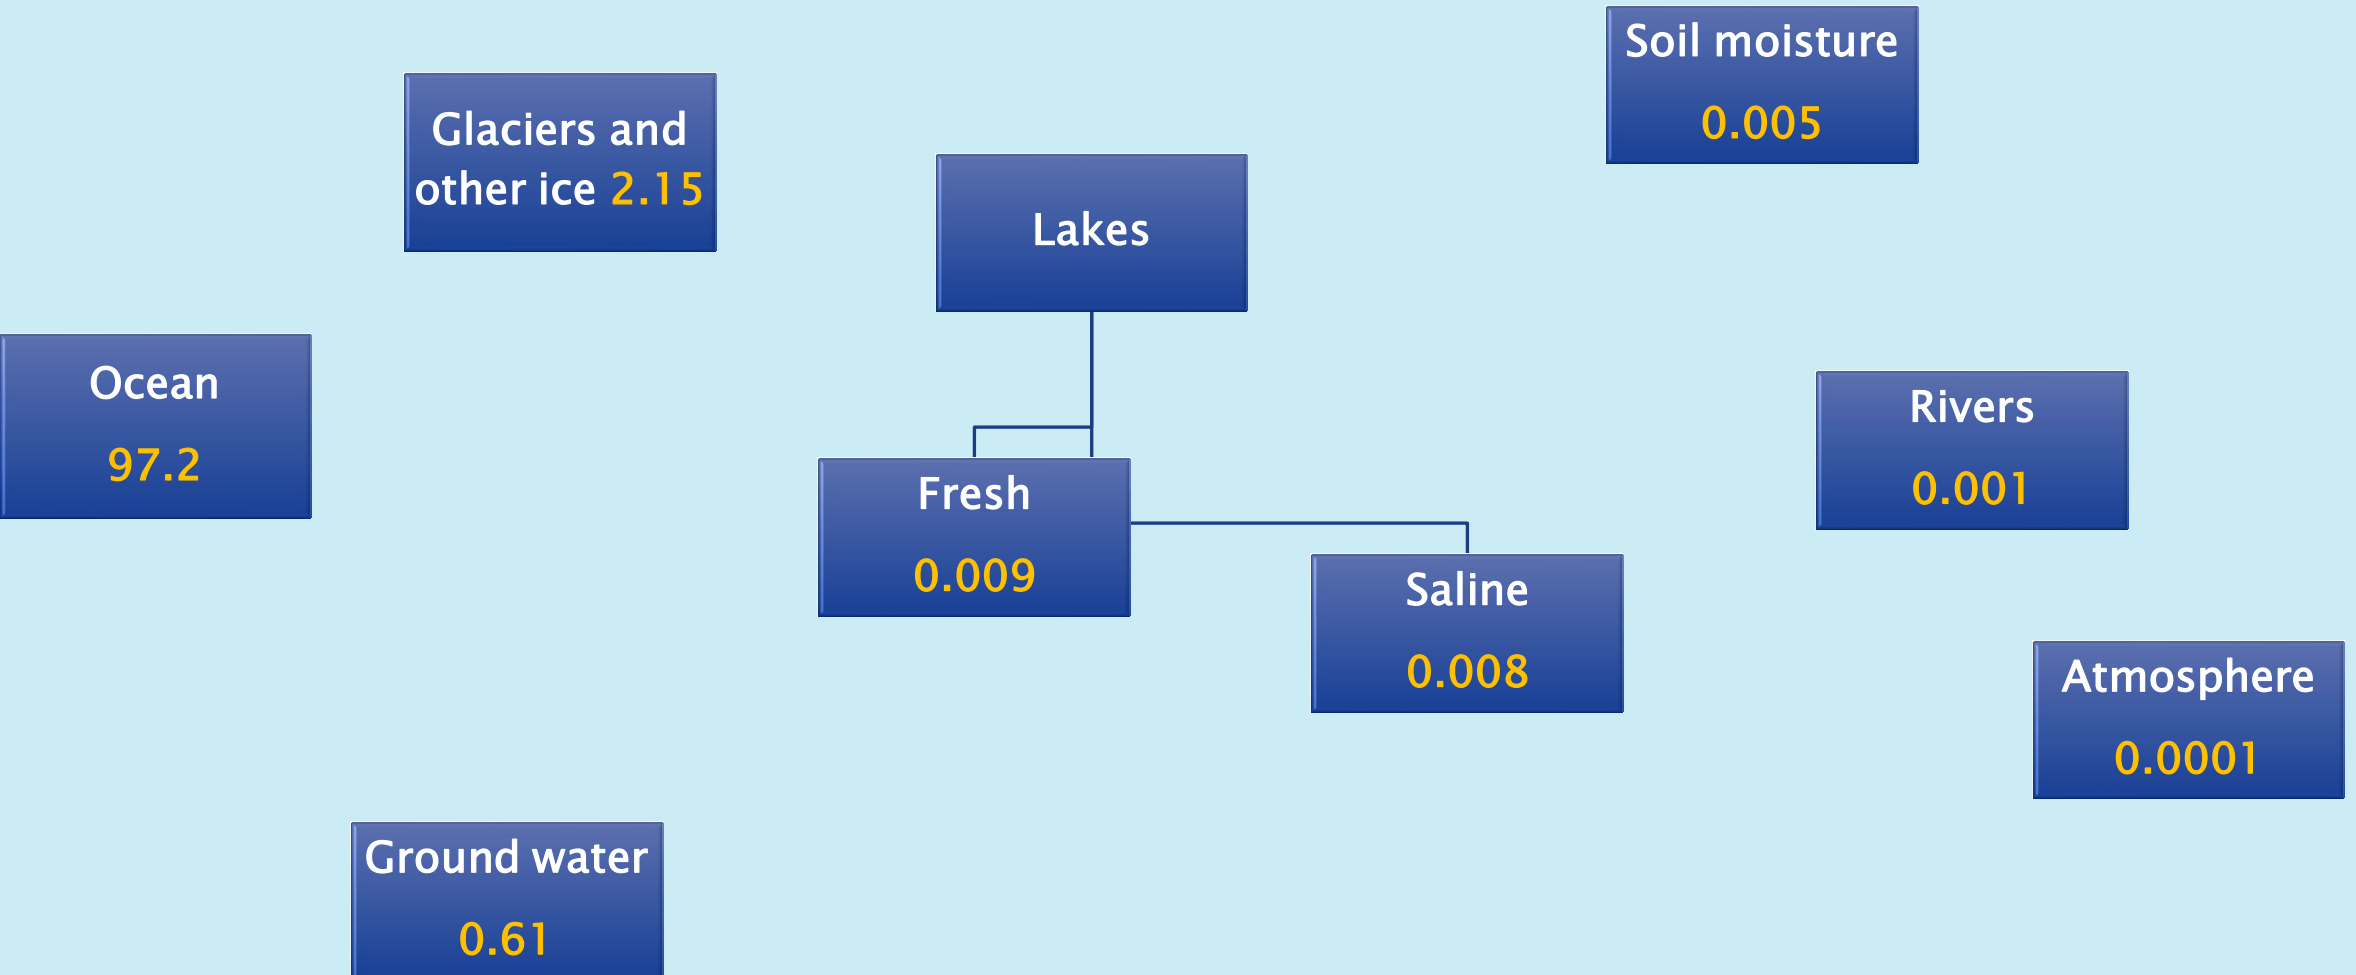 Soil moisture
0.005
Glaciers and
other ice 2.15
Lakes
Ocean
97.2
Rivers
0.001
Fresh
0.009
Saline
0.008
Atmosphere
0.0001
Ground water
0.61